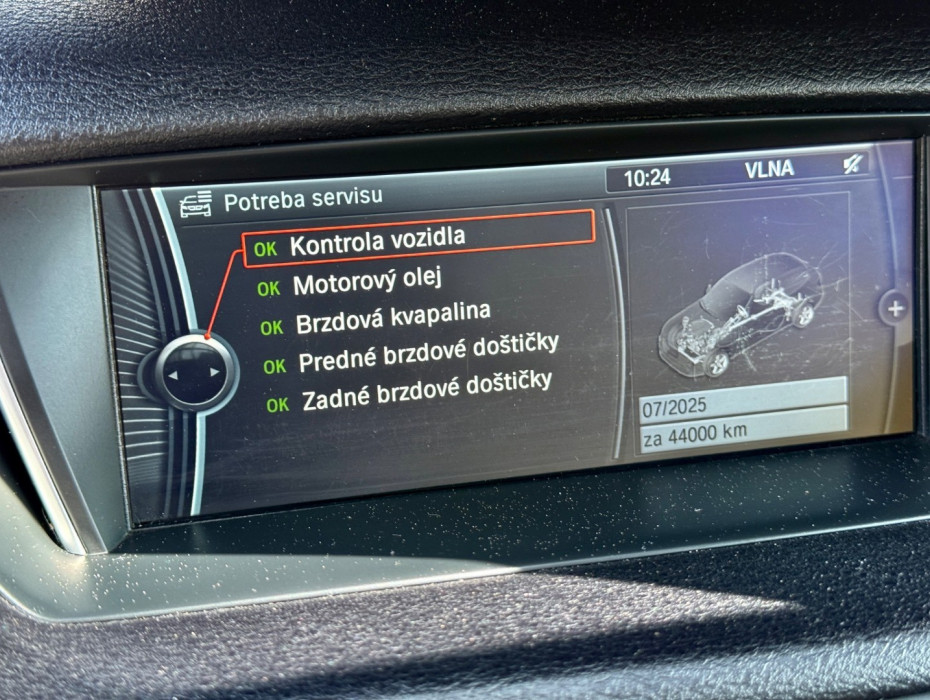 Potreba servisu
10:24 VLNA
OK Kontrola vozidla
OK Motorový olej
OK Brzdová kvapalina
OK Predné brzdové doštičky
OK Zadné brzdové doštičky
07/2025
za 44000 km